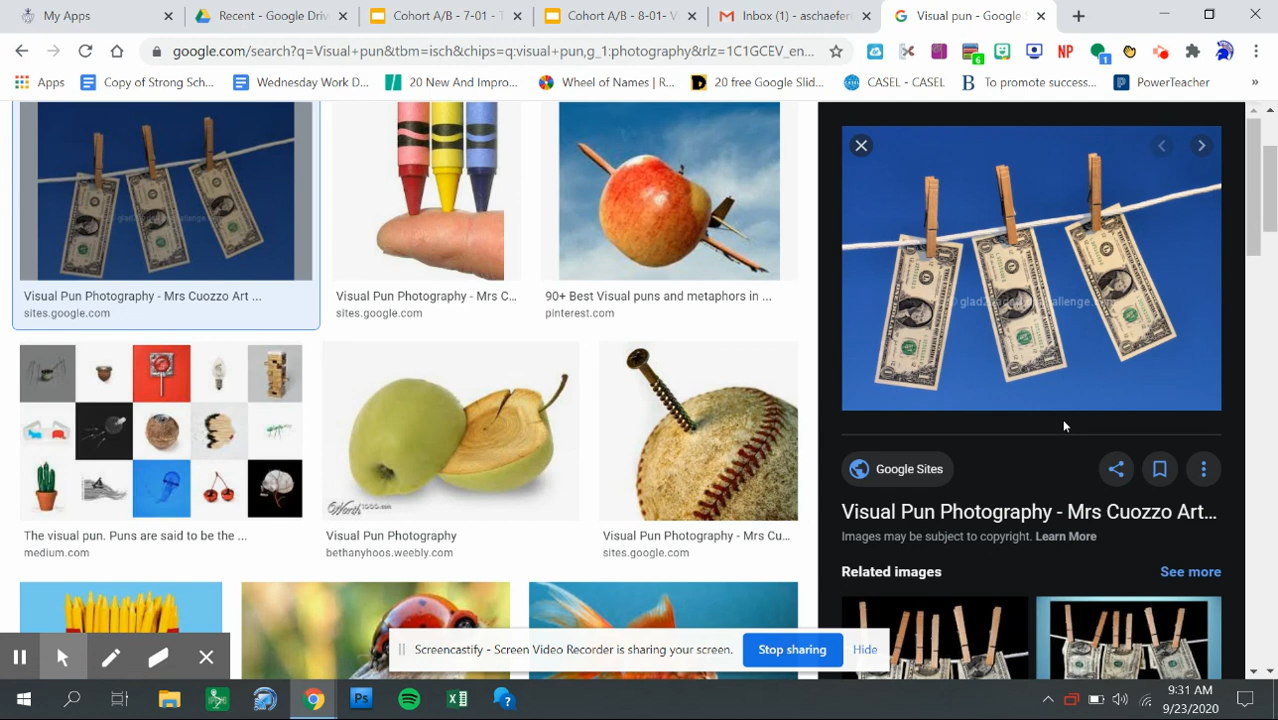 My Apps
Recent - Google Driv
Cohort A/B - 7-01 - T
Cohort A/B - 8-01- V
Inbox (1) - aschaefer
Visual pun - Google S
google.com/search?q=Visual+pun&tbm=isch&chips=q:visual+pun,g_1:photography&rlz=1C1GCEV_en...
6
NP
1
Apps
Copy of Strong Sch...
Wednesday Work D...
20 New And Impro...
Wheel of Names | R...
20 free Google Slid...
CASEL - CASEL
B
To promote success...
PowerTeacher
»
Visual Pun Photography - Mrs Cuozzo Art ...
sites.google.com
Visual Pun Photography - Mrs C...
sites.google.com
90+ Best Visual puns and metaphors in ...
pinterest.com
The visual pun. Puns are said to be the ...
medium.com
Visual Pun Photography
bethanyhoos.weebly.com
Visual Pun Photography - Mrs Cu...
sites.google.com
Google Sites
Visual Pun Photography - Mrs Cuozzo Art...
Images may be subject to copyright. Learn More
Related images
See more
Screencastify - Screen Video Recorder is sharing your screen.
Stop sharing
Hide
Ps
9:31 AM
9/23/2020